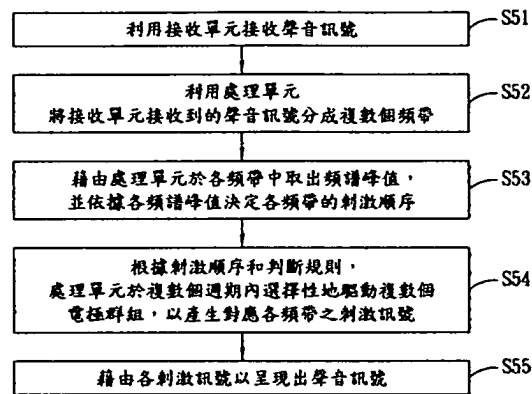 利用接收單元接收聲音訊號
S51
利用處理單元
將接收單元接收到的聲音訊號分成複數個頻帶
S52
藉由處理單元於各頻帶中取出頻譜峰值，
並依據各頻譜峰值決定各頻帶的刺激順序
S53
根據刺激順序和判斷規則，
處理單元於複數個週期內選擇性地驅動複數個
電極群組，以產生對應各頻帶之刺激訊號
S54
藉由各刺激訊號以呈現出聲音訊號
S55